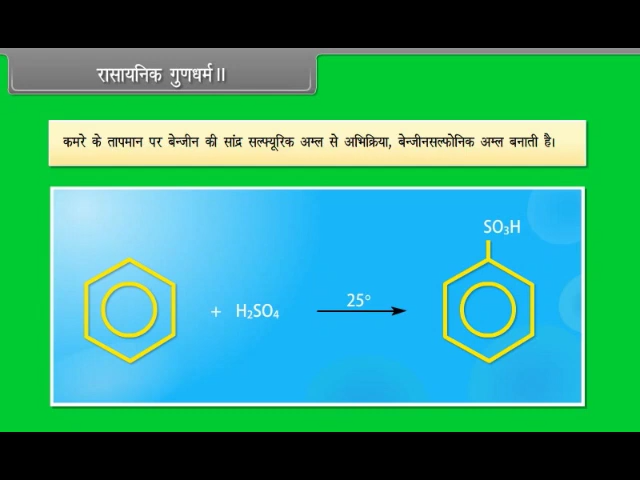 रासायनिक गुणधर्म II
कमरे के तापमान पर बेन्जीन की सांद्र सल्फ्यूरिक अम्ल से अभिक्रिया, बेन्जीनसल्फोनिक अम्ल बनाती है।
SO₃H
+ H₂SO₄ 25°